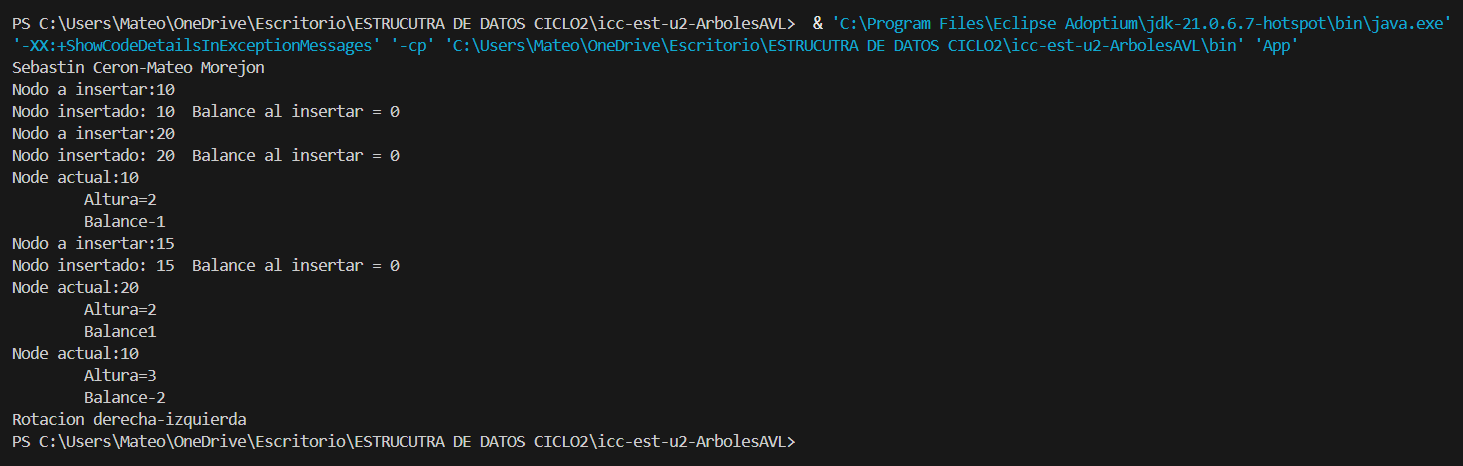 PS C:\Users\Mateo\OneDrive\Escritorio\ESTRUCUTRA DE DATOS CICLO2\icc-est-u2-ArbolesAVL>  & 'C:\Program Files\Eclipse Adoptium\jdk-21.0.6.7-hotspot\bin\java.exe'
'-XX:+ShowCodeDetailsInExceptionMessages' '-cp' 'C:\Users\Mateo\OneDrive\Escritorio\ESTRUCUTRA DE DATOS CICLO2\icc-est-u2-ArbolesAVL\bin' 'App'
Sebastin Ceron-Mateo Morejon
Nodo a insertar:10
Nodo insertado: 10  Balance al insertar = 0
Nodo a insertar:20
Nodo insertado: 20  Balance al insertar = 0
Node actual:10
        Altura=2
        Balance-1
Nodo a insertar:15
Nodo insertado: 15  Balance al insertar = 0
Node actual:20
        Altura=2
        Balance1
Node actual:10
        Altura=3
        Balance-2
Rotacion derecha-izquierda
PS C:\Users\Mateo\OneDrive\Escritorio\ESTRUCUTRA DE DATOS CICLO2\icc-est-u2-ArbolesAVL>